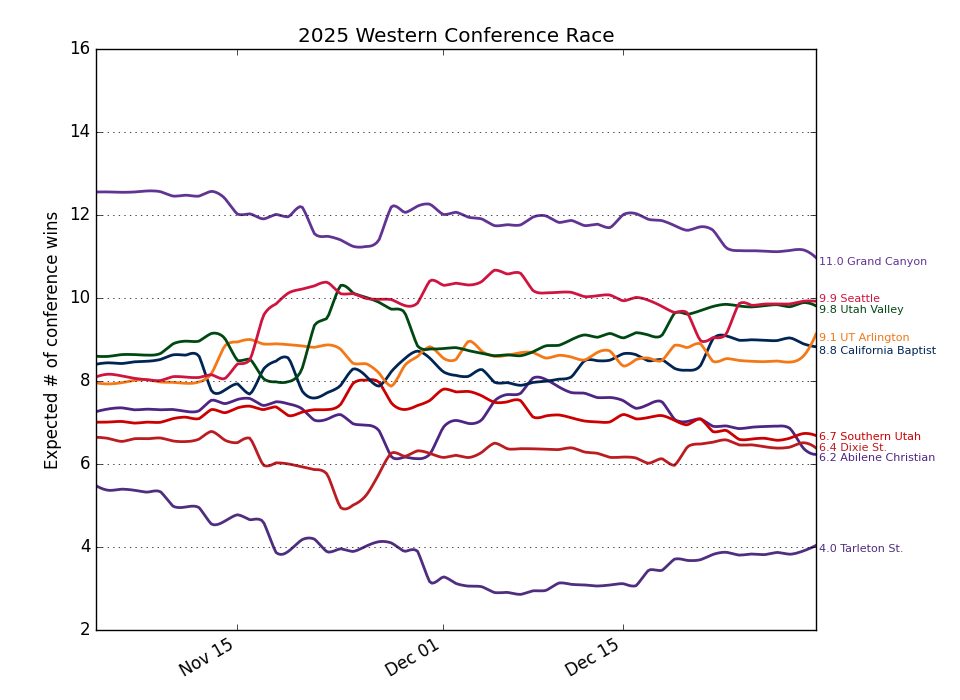 2025 Western Conference Race
Expected # of conference wins
16
14
12
10
8
6
4
2
11.0 Grand Canyon
9.9 Seattle
9.8 Utah Valley
9.1 UT Arlington
8.8 California Baptist
6.7 Southern Utah
6.4 Dixie St.
6.2 Abilene Christian
4.0 Tarleton St.
Nov 15
Dec 01
Dec 15